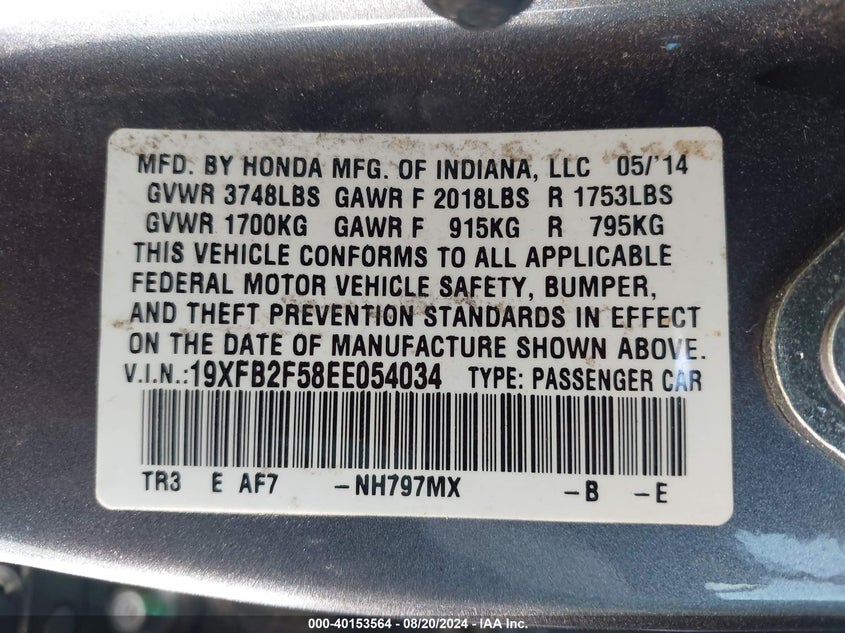 MFD. BY HONDA MFG. OF INDIANA, LLC 05/'14
GVWR 3748LBS GAWR F 2018LBS R 1753LBS
GVWR 1700KG GAWR F 915KG R 795KG
THIS VEHICLE CONFORMS TO ALL APPLICABLE
FEDERAL MOTOR VEHICLE SAFETY, BUMPER,
AND THEFT PREVENTION STANDARDS IN EFFECT
ON THE DATE OF MANUFACTURE SHOWN ABOVE.
V.I.N.:19XFB2F58EE054034 TYPE: PASSENGER CAR
TR3 E AF7 -NH797MX -B -E
000-40153564 / 08/20/2024 / IAA Inc.